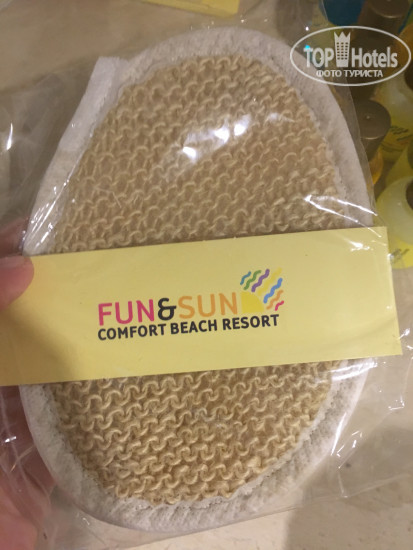 TOP Hotels
ФОТО ТУРИСТА
FUN&SUN
COMFORT BEACH RESORT